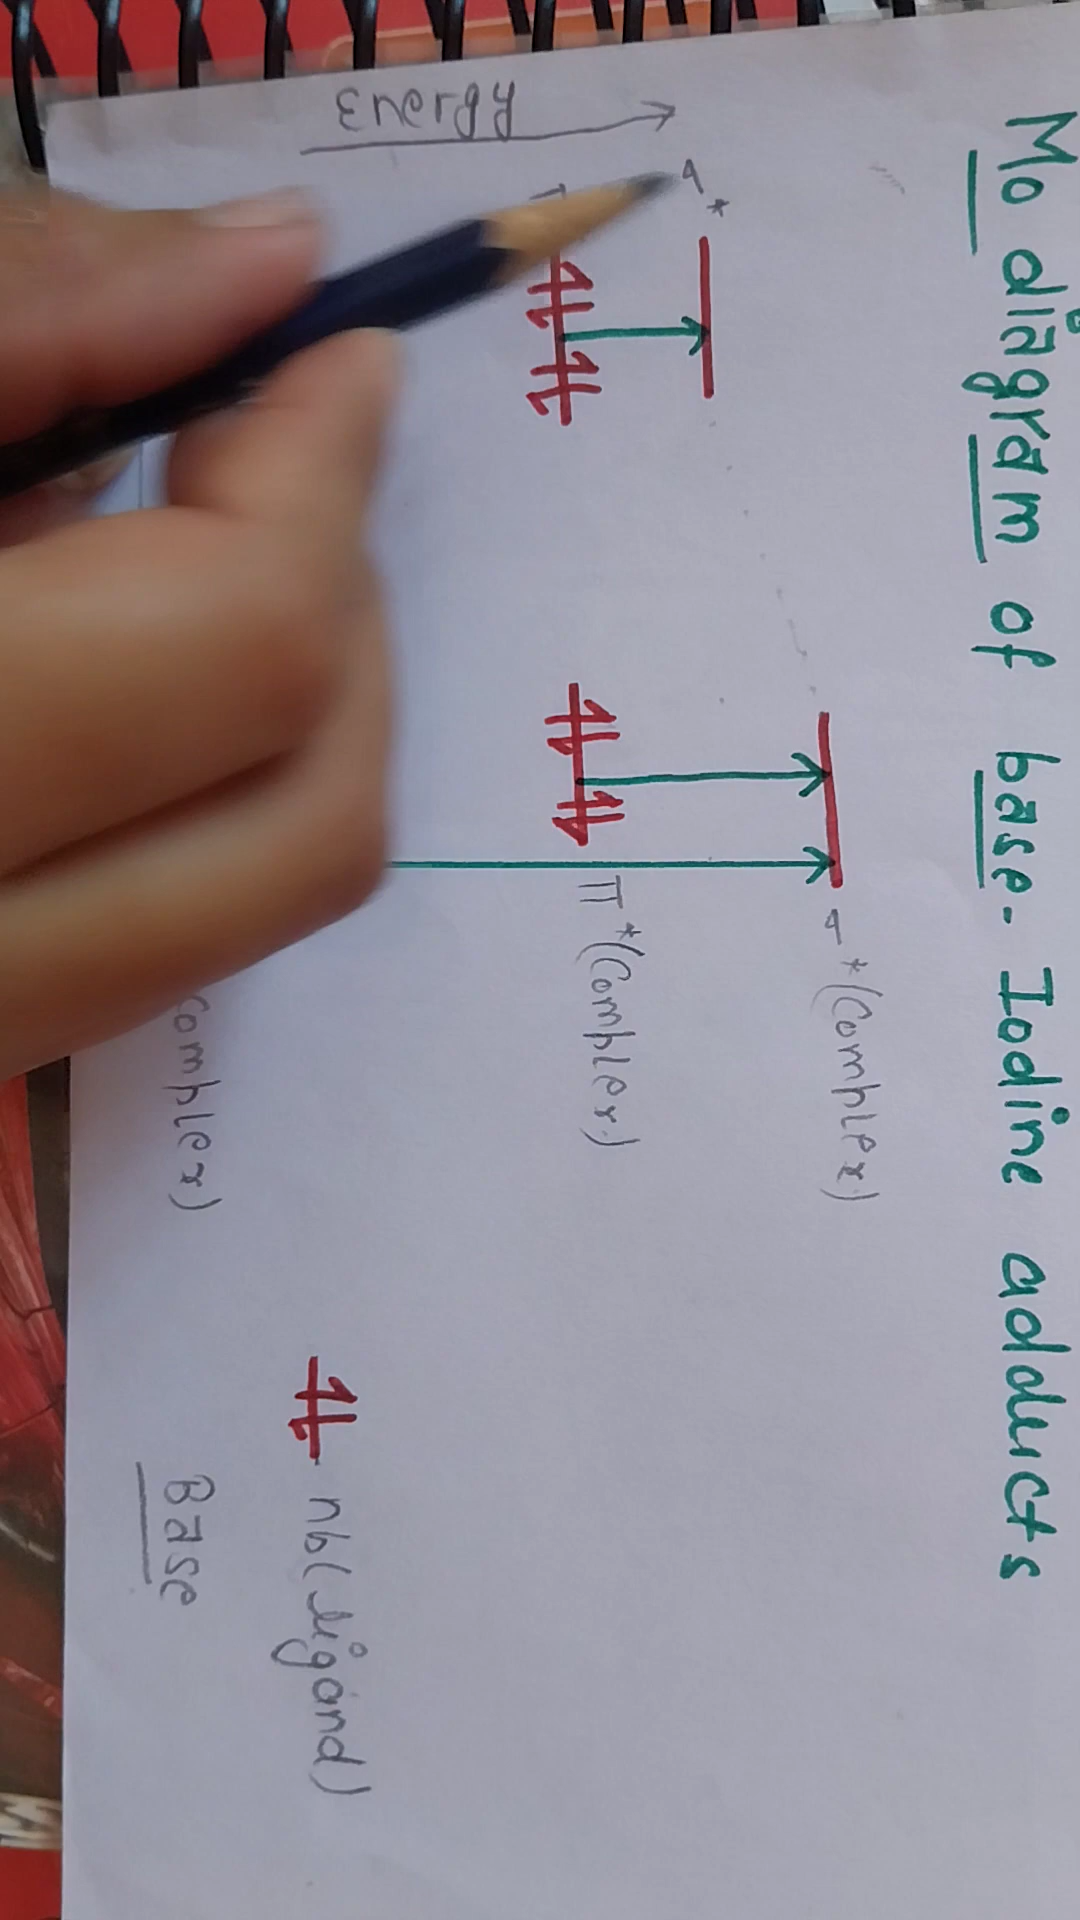 Mo diagram of base-Iodine adducts
σ*
σ*(Complex)
π*(Complex)
Energy
nb(ligand)
complex)
Base